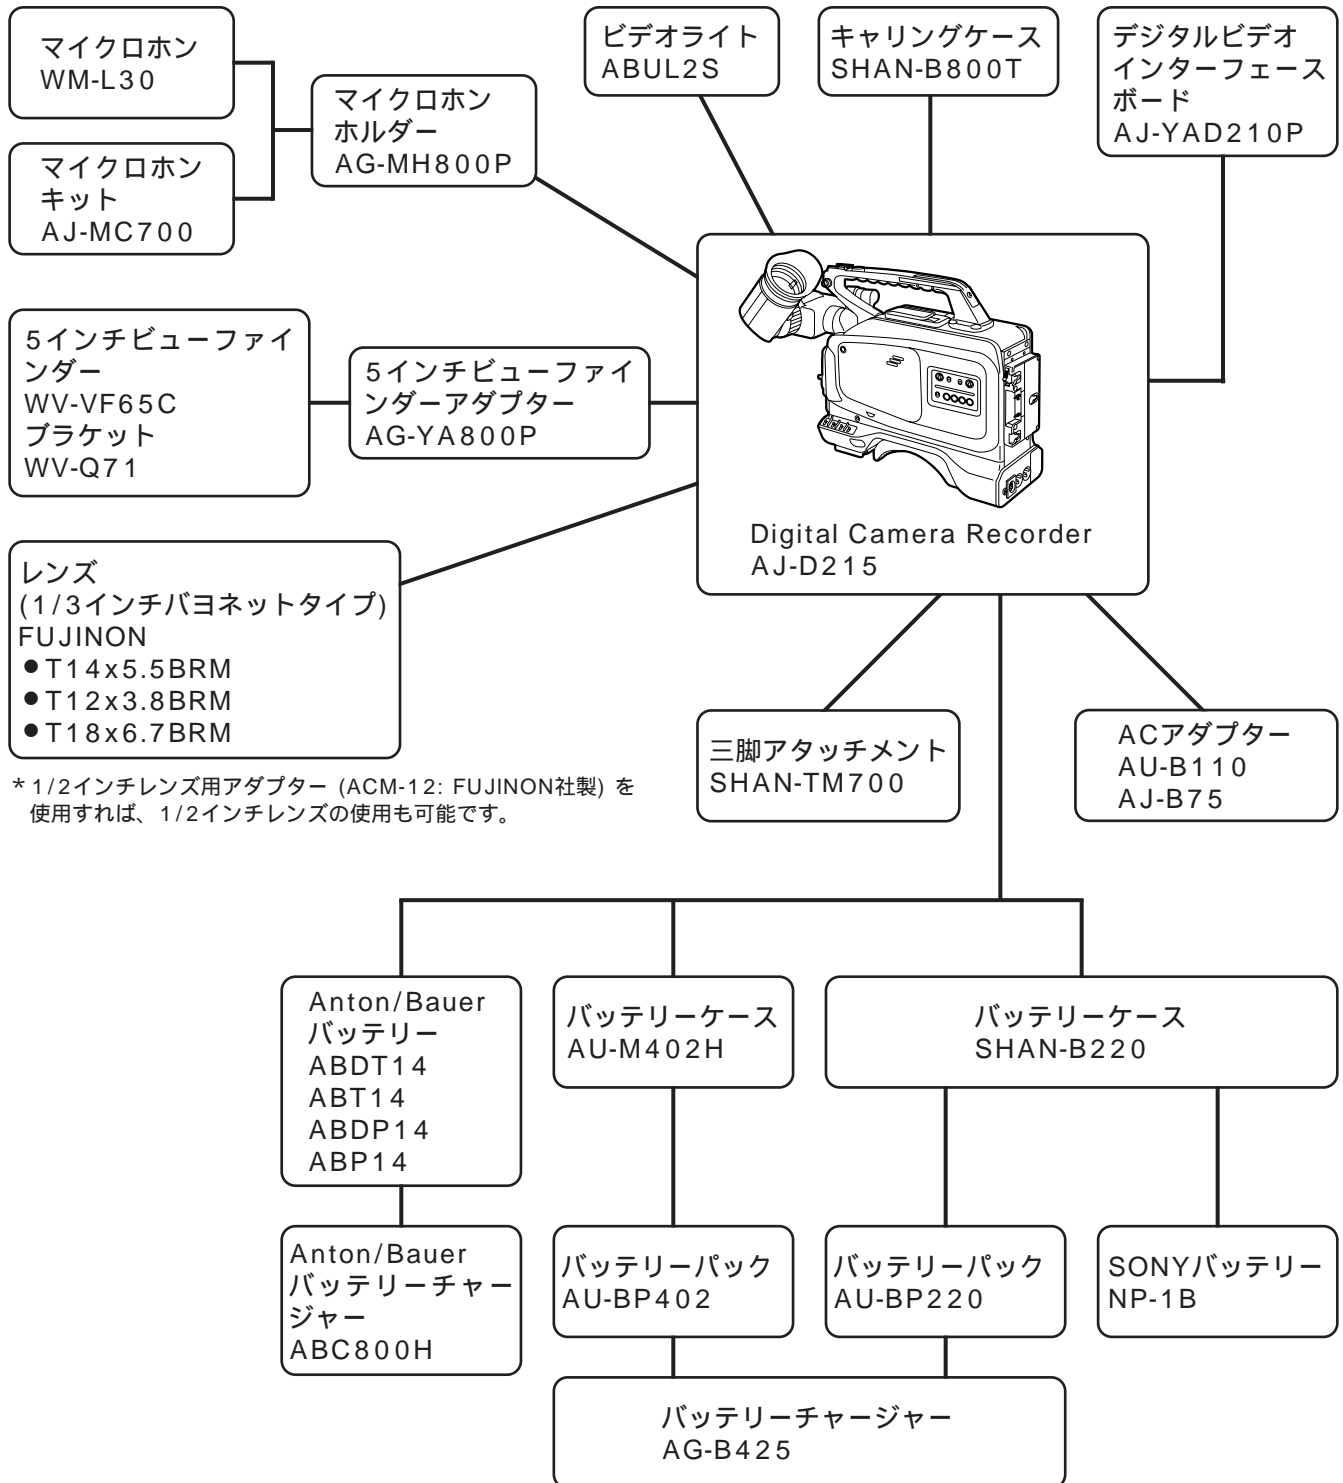 マイクロホン
WM-L30
マイクロホン
キット
AJ-MC700
マイクロホン
ホルダー
AG-MH800P
ビデオライト
ABUL2S
キャリングケース
SHAN-B800T
デジタルビデオ
インターフェース
ボード
AJ-YAD210P
5インチビューファイ
ンダー
WV-VF65C
ブラケット
WV-Q71
5インチビューファイ
ンダーアダプター
AG-YA800P
Digital Camera Recorder
AJ-D215
レンズ
(1/3インチバヨネットタイプ)
FUJINON
●T14x5.5BRM
●T12x3.8BRM
●T18x6.7BRM
*1/2インチレンズ用アダプター (ACM-12: FUJINON社製) を
使用すれば、1/2インチレンズの使用も可能です。
三脚アタッチメント
SHAN-TM700
ACアダプター
AU-B110
AJ-B75
Anton/Bauer
バッテリー
ABDT14
ABT14
ABDP14
ABP14
バッテリーケース
AU-M402H
バッテリーケース
SHAN-B220
Anton/Bauer
バッテリーチャー
ジャー
ABC800H
バッテリーパック
AU-BP402
バッテリーパック
AU-BP220
SONYバッテリー
NP-1B
バッテリーチャージャー
AG-B425